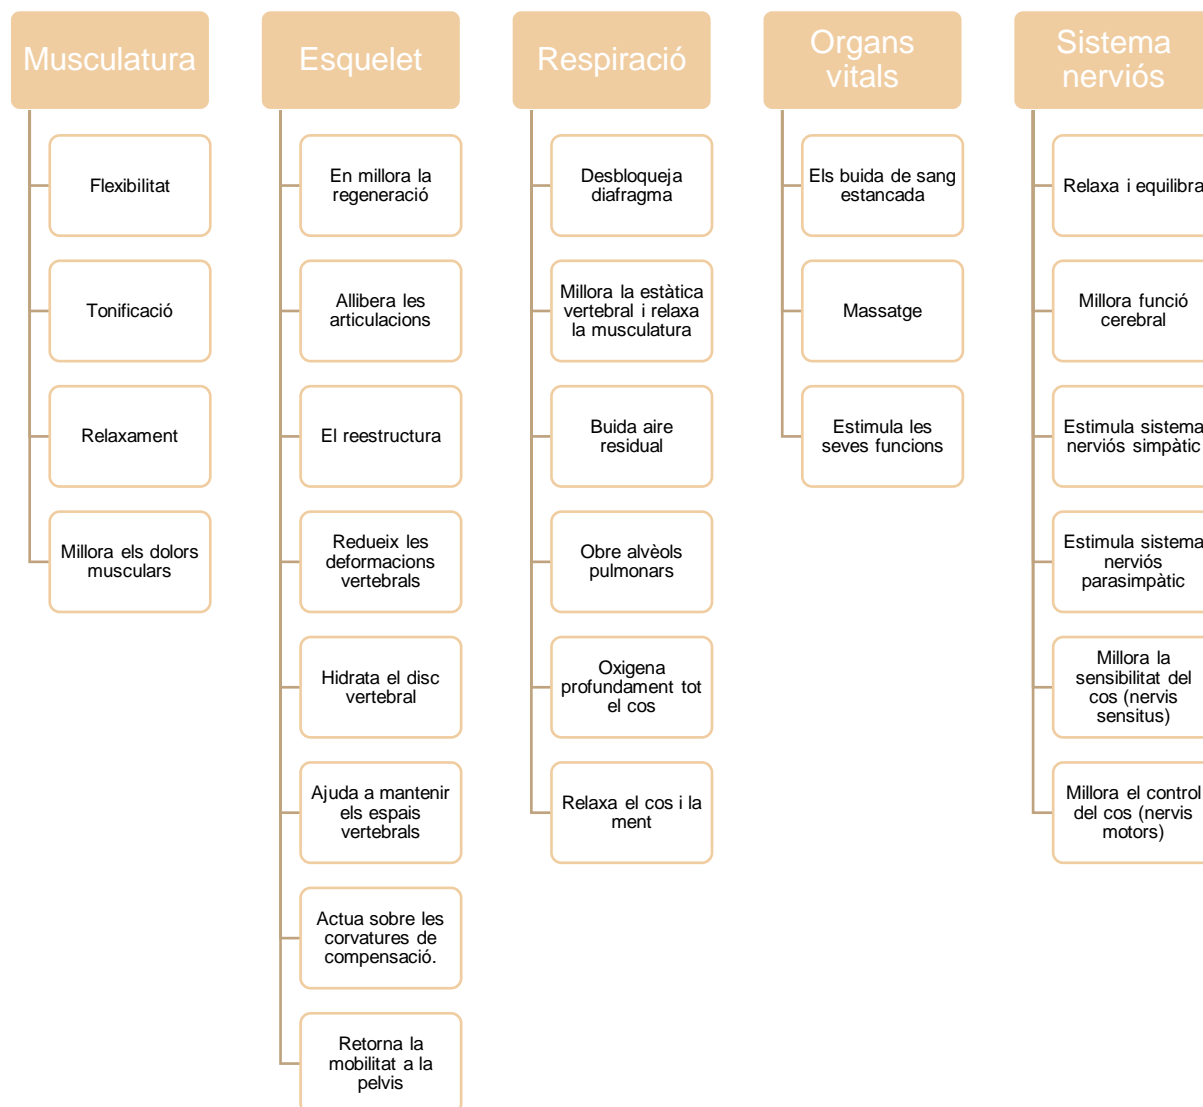 Musculatura
Flexibilitat
Tonificació
Relaxament
Millora els dolors
musculars
Esquelet
En millora la
regeneració
Allibera les
articulacions
El reestructura
Redueix les
deformacions
vertebrals
Hidrata el disc
vertebral
Ajuda a mantenir
els espais
vertebrals
Actua sobre les
corvatures de
compensació.
Retorna la
mobilitat a la
pelvis
Respiració
Desbloqueja
diafragma
Millora la estàtica
vertebral i relaxa
la musculatura
Buida aire
residual
Obre alvèols
pulmonars
Oxigena
profundament tot
el cos
Relaxa el cos i la
ment
Organs
vitals
Els buida de sang
estancada
Massatge
Estimula les
seves funcions
Sistema
nerviós
Relaxa i equilibra
Millora funció
cerebral
Estimula sistema
nerviós simpàtic
Estimula sistema
nerviós
parasimpàtic
Millora la
sensibilitat del
cos (nervis
sensitus)
Millora el control
del cos (nervis
motors)